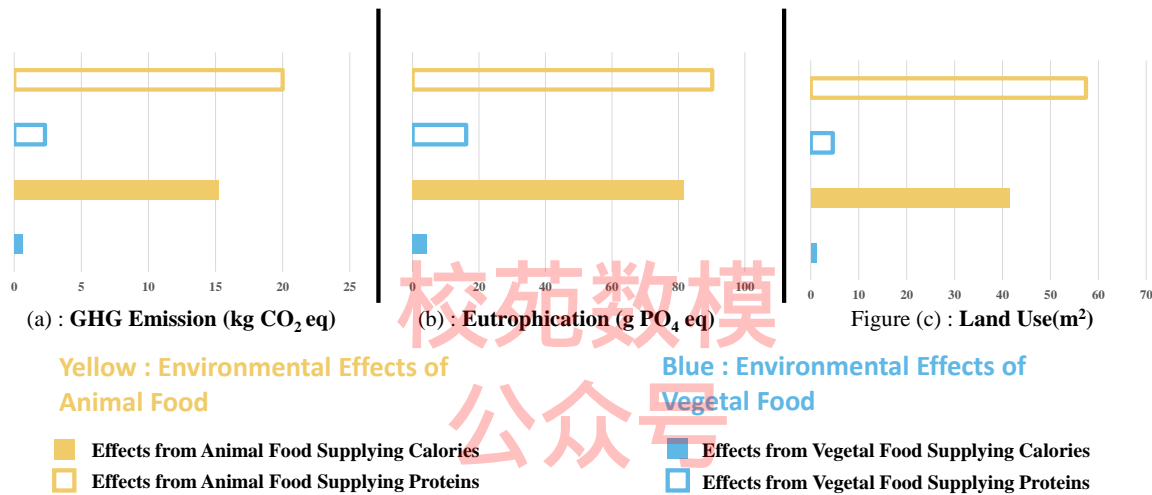 0 5 10 15 20 25
0 20 40 60 80 100
0 10 20 30 40 50 60 70
(a) : GHG Emission (kg CO₂ eq)
(b) : Eutrophication (g PO₄ eq)
Figure (c) : Land Use(m²)
校苑数模
公众号
Yellow : Environmental Effects of
Animal Food
Blue : Environmental Effects of
Vegetal Food
Effects from Animal Food Supplying Calories
Effects from Animal Food Supplying Proteins
Effects from Vegetal Food Supplying Calories
Effects from Vegetal Food Supplying Proteins